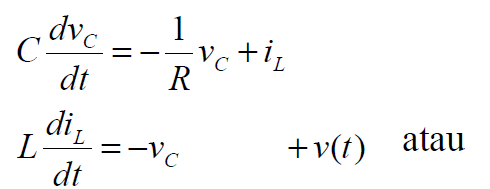 C dv_C/dt = −1/R v_C + i_L
L di_L/dt = −v_C + v(t) atau